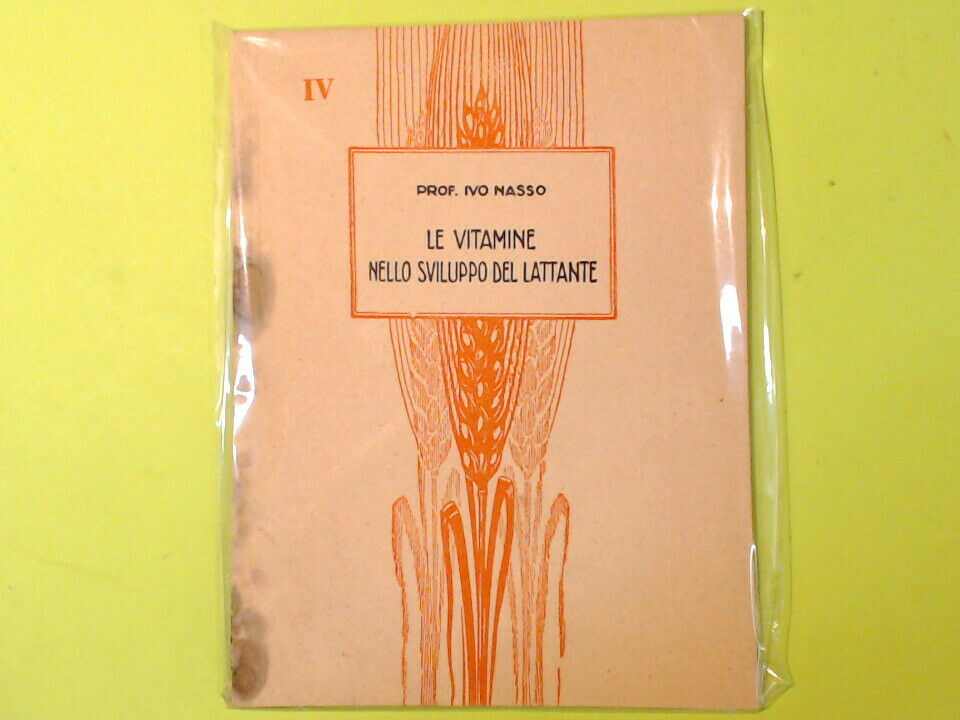 IV
PROF. IVO NASSO
LE VITAMINE
NELLO SVILUPPO DEL LATTANTE